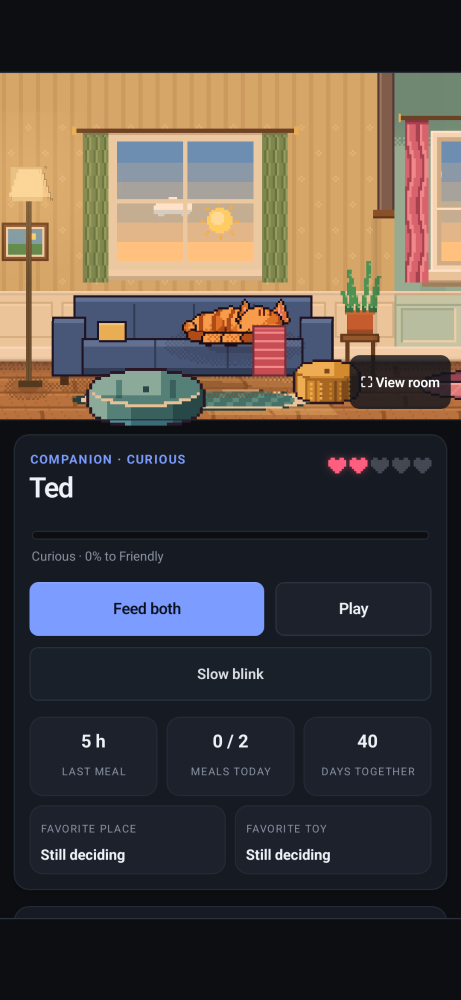 View room
COMPANION · CURIOUS
Ted
Curious · 0% to Friendly
Feed both
Play
Slow blink
5 h
LAST MEAL
0 / 2
MEALS TODAY
40
DAYS TOGETHER
FAVORITE PLACE
Still deciding
FAVORITE TOY
Still deciding